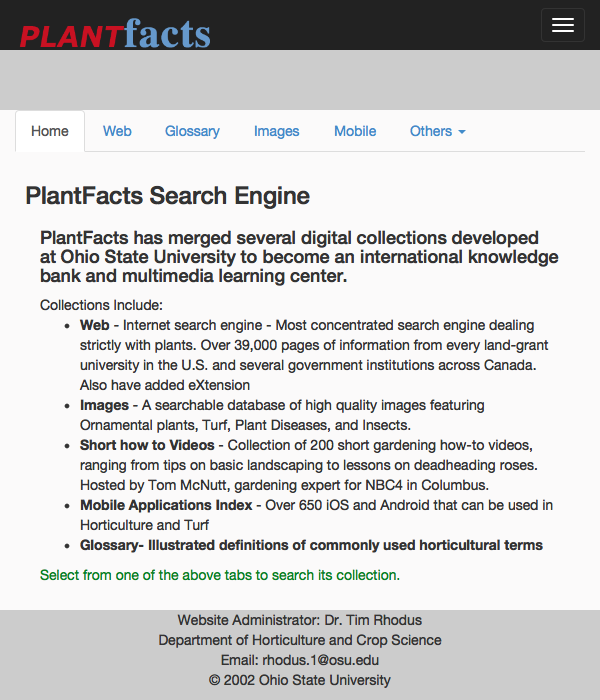 PLANTfacts
Home Web Glossary Images Mobile Others
PlantFacts Search Engine
PlantFacts has merged several digital collections developed
at Ohio State University to become an international knowledge
bank and multimedia learning center.
Collections Include:
• Web - Internet search engine - Most concentrated search engine dealing
strictly with plants. Over 39,000 pages of information from every land-grant
university in the U.S. and several government institutions across Canada.
Also have added eXtension
• Images - A searchable database of high quality images featuring
Ornamental plants, Turf, Plant Diseases, and Insects.
• Short how to Videos - Collection of 200 short gardening how-to videos,
ranging from tips on basic landscaping to lessons on deadheading roses.
Hosted by Tom McNutt, gardening expert for NBC4 in Columbus.
• Mobile Applications Index - Over 650 iOS and Android that can be used in
Horticulture and Turf
• Glossary- Illustrated definitions of commonly used horticultural terms
Select from one of the above tabs to search its collection.
Website Administrator: Dr. Tim Rhodus
Department of Horticulture and Crop Science
Email: rhodus.1@osu.edu
© 2002 Ohio State University